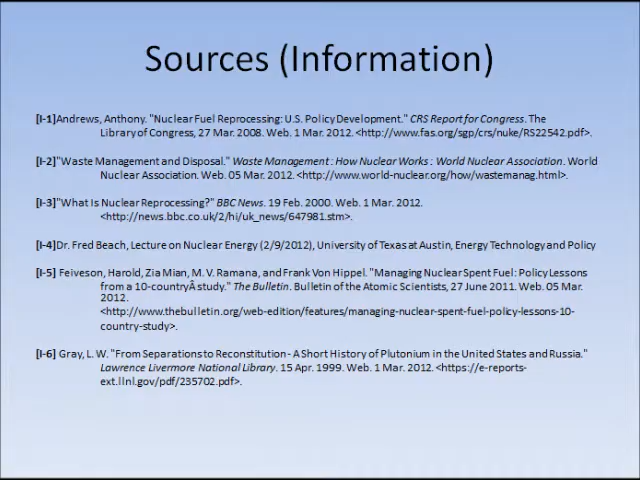 Sources (Information)
[I-1]Andrews, Anthony. "Nuclear Fuel Reprocessing: U.S. Policy Development." CRS Report for Congress. The
Library of Congress, 27 Mar. 2008. Web. 1 Mar. 2012. <http://www.fas.org/sgp/crs/nuke/RS22542.pdf>.
[I-2]"Waste Management and Disposal." Waste Management : How Nuclear Works : World Nuclear Association. World
Nuclear Association. Web. 05 Mar. 2012. <http://www.world-nuclear.org/how/wastemanag.html>.
[I-3]"What Is Nuclear Reprocessing?" BBC News. 19 Feb. 2000. Web. 1 Mar. 2012.
<http://news.bbc.co.uk/2/hi/uk_news/647981.stm>.
[I-4]Dr. Fred Beach, Lecture on Nuclear Energy (2/9/2012), University of Texas at Austin, Energy Technology and Policy
[I-5] Feiveson, Harold, Zia Mian, M. V. Ramana, and Frank Von Hippel. "Managing Nuclear Spent Fuel: Policy Lessons
from a 10-countryÂ study." The Bulletin. Bulletin of the Atomic Scientists, 27 June 2011. Web. 05 Mar.
2012.
<http://www.thebulletin.org/web-edition/features/managing-nuclear-spent-fuel-policy-lessons-10-
country-study>.
[I-6] Gray, L. W. "From Separations to Reconstitution - A Short History of Plutonium in the United States and Russia."
Lawrence Livermore National Library. 15 Apr. 1999. Web. 1 Mar. 2012. <https://e-reports-
ext.llnl.gov/pdf/235702.pdf>.